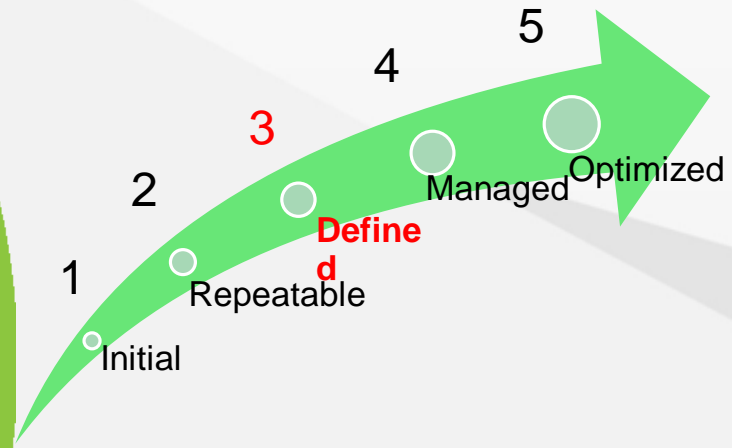 5
4
3
2
1
Optimized
Managed
Define
d
Repeatable
Initial